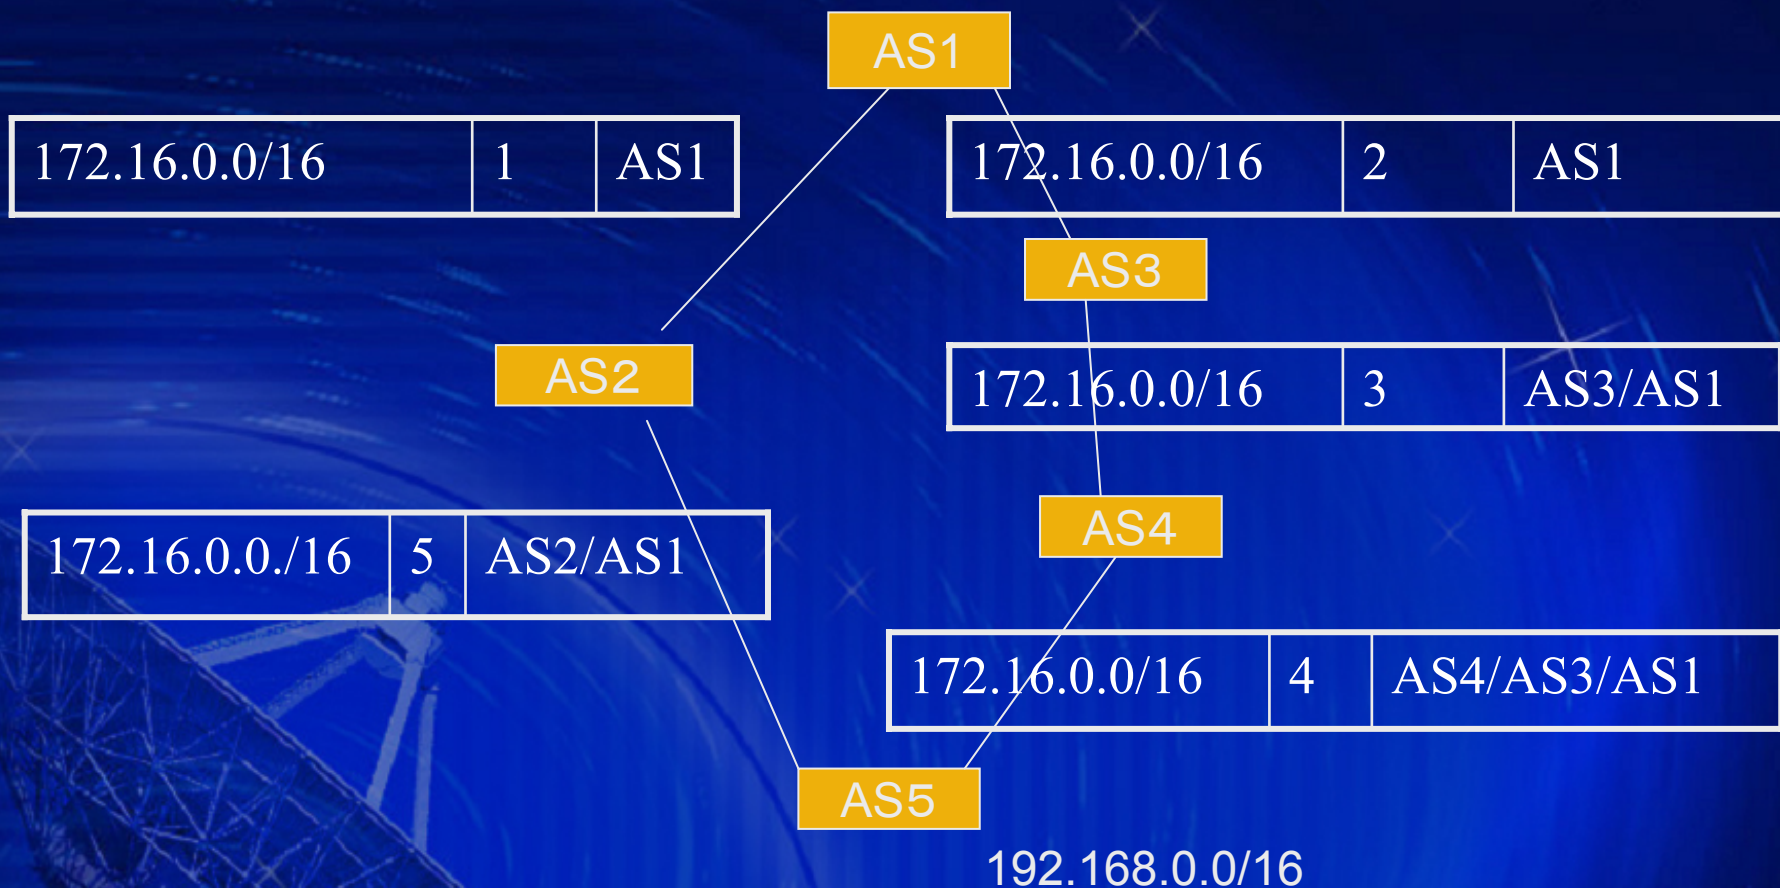 AS1
172.16.0.0/16 1 AS1
172.16.0.0/16 2 AS1
AS3
AS2
172.16.0.0/16 3 AS3/AS1
AS4
172.16.0.0./16 5 AS2/AS1
172.16.0.0/16 4 AS4/AS3/AS1
AS5
192.168.0.0/16